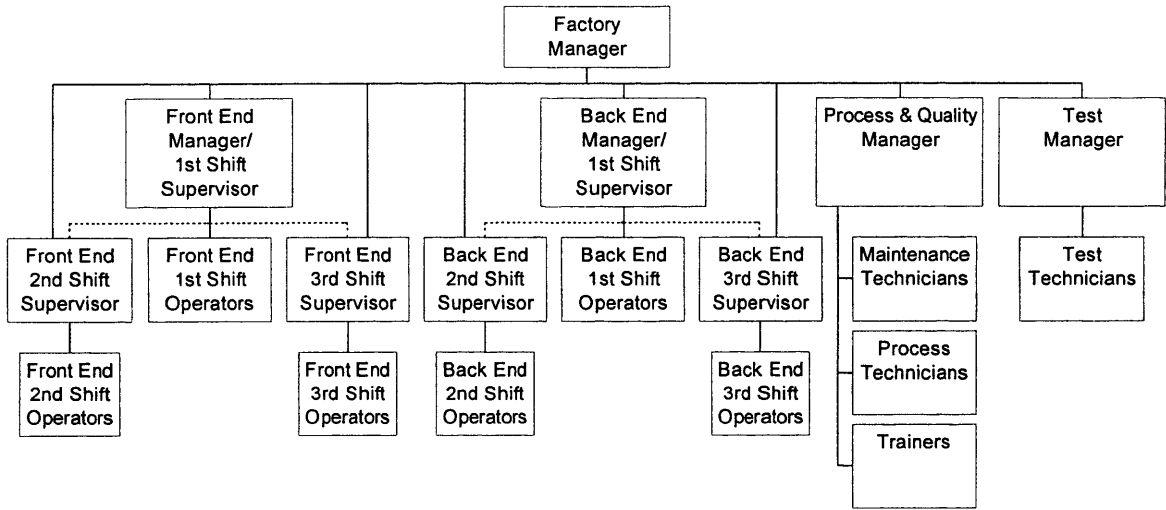 Factory
Manager
Front End
Manager/
1st Shift
Supervisor
Back End
Manager/
1st Shift
Supervisor
Process & Quality
Manager
Test
Manager
Front End
2nd Shift
Supervisor
Front End
1st Shift
Operators
Front End
3rd Shift
Supervisor
Back End
2nd Shift
Supervisor
Back End
1st Shift
Operators
Back End
3rd Shift
Supervisor
Maintenance
Technicians
Test
Technicians
Front End
2nd Shift
Operators
Front End
3rd Shift
Operators
Back End
2nd Shift
Operators
Back End
3rd Shift
Operators
Process
Technicians
Trainers